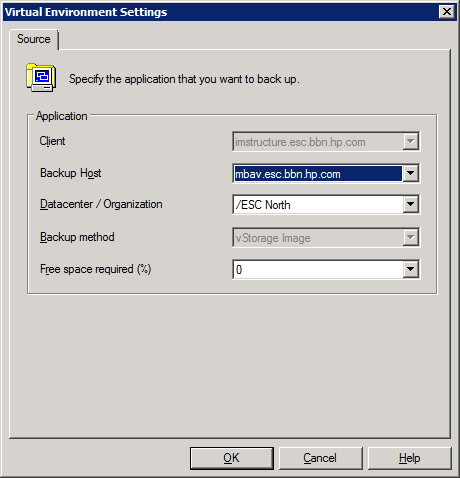 Virtual Environment Settings
Source
Specify the application that you want to back up.
Application
Client
imstructure.esc.bbn.hp.com
Backup Host
mbav.esc.bbn.hp.com
Datacenter / Organization
/ESC North
Backup method
vStorage Image
Free space required (%)
0
OK
Cancel
Help